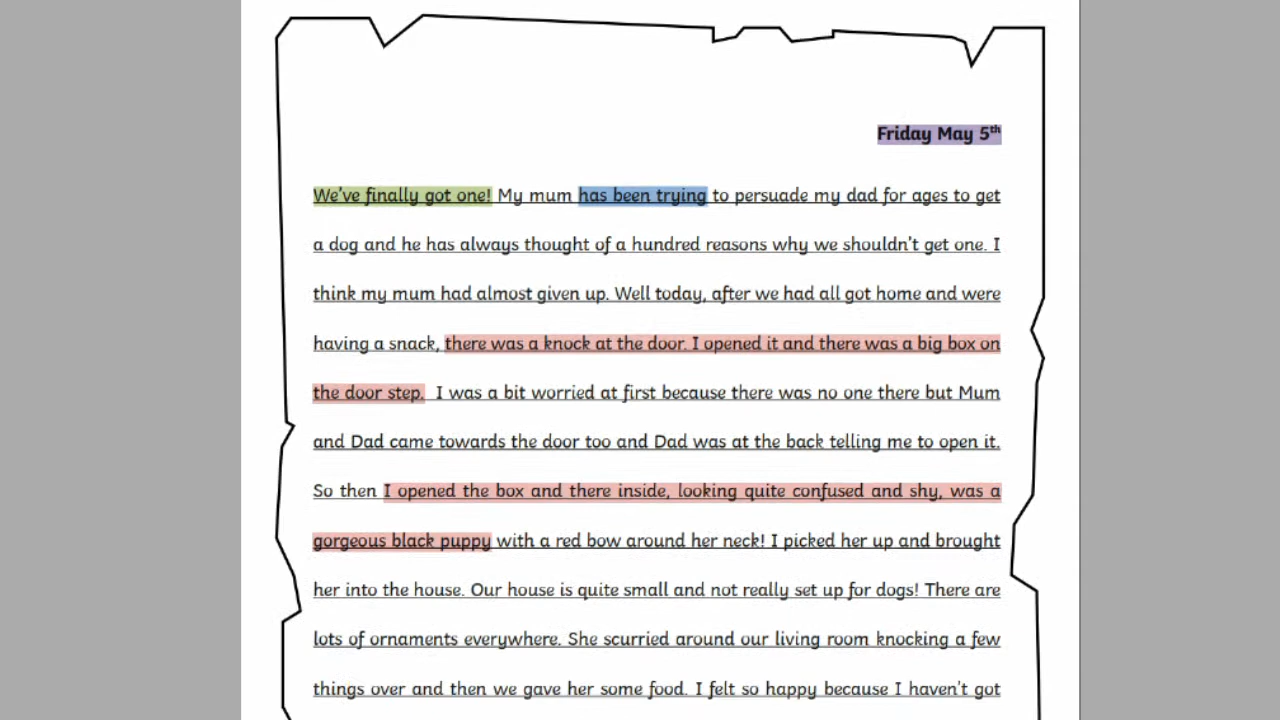 Friday May 5th
We've finally got one! My mum has been trying to persuade my dad for ages to get
a dog and he has always thought of a hundred reasons why we shouldn't get one. I
think my mum had almost given up. Well today, after we had all got home and were
having a snack, there was a knock at the door. I opened it and there was a big box on
the door step.  I was a bit worried at first because there was no one there but Mum
and Dad came towards the door too and Dad was at the back telling me to open it.
So then I opened the box and there inside, looking quite confused and shy, was a
gorgeous black puppy with a red bow around her neck! I picked her up and brought
her into the house. Our house is quite small and not really set up for dogs! There are
lots of ornaments everywhere. She scurried around our living room knocking a few
things over and then we gave her some food. I felt so happy because I haven't got